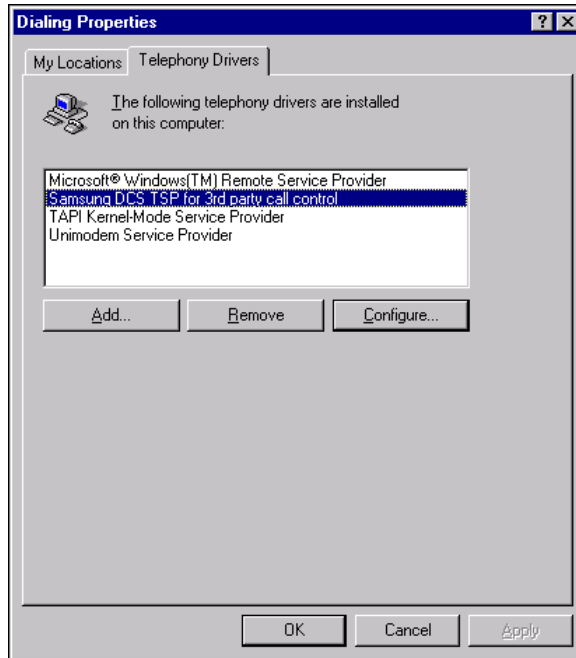 Dialing Properties
My Locations
Telephony Drivers
The following telephony drivers are installed
on this computer:
Microsoft® Windows(TM) Remote Service Provider
Samsung DCS TSP for 3rd party call control
TAPI Kernel-Mode Service Provider
Unimodem Service Provider
Add...
Remove
Configure...
OK
Cancel
Apply